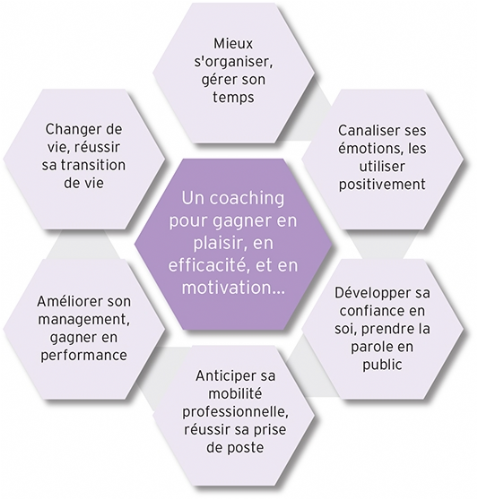 Mieux
s'organiser,
gérer son
temps
Changer de
vie, réussir
sa transition
de vie
Canaliser ses
émotions, les
utiliser
positivement
Un coaching
pour gagner en
plaisir, en
efficacité, et en
motivation...
Améliorer son
management,
gagner en
performance
Développer sa
confiance en
soi, prendre la
parole en
public
Anticiper sa
mobilité
professionnelle,
réussir sa prise
de poste